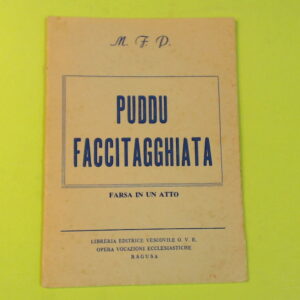 M. F. P.
PUDDU
FACCITAGGHIATA
FARSA IN UN ATTO
LIBRERIA EDITRICE VESCOVILE O. V. E.
OPERA VOCAZIONI ECCLESIASTICHE
RAGUSA